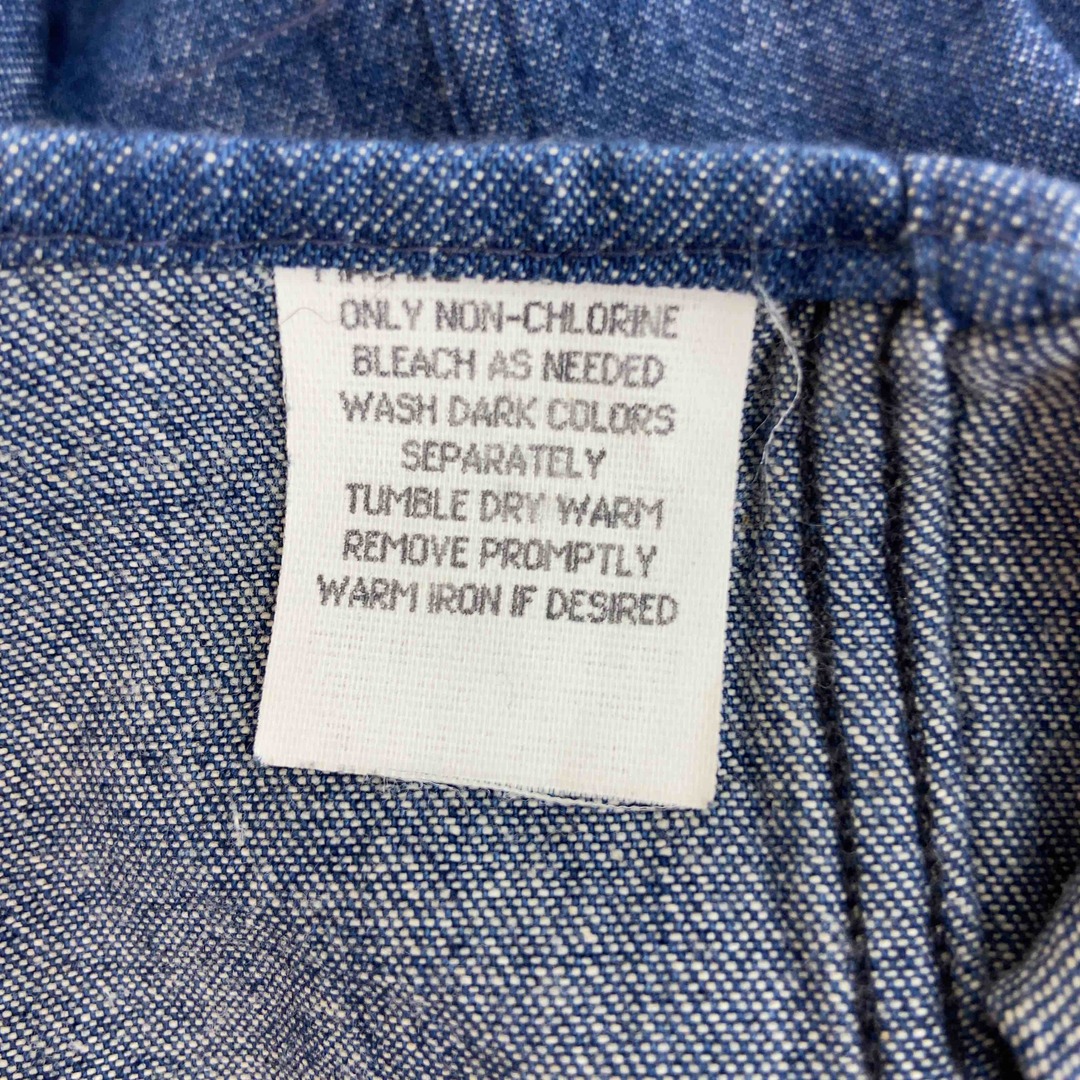 ONLY NON-CHLORINE
BLEACH AS NEEDED
WASH DARK COLORS
SEPARATELY
TUMBLE DRY WARM
REMOVE PROMPTLY
WARM IRON IF DESIRED